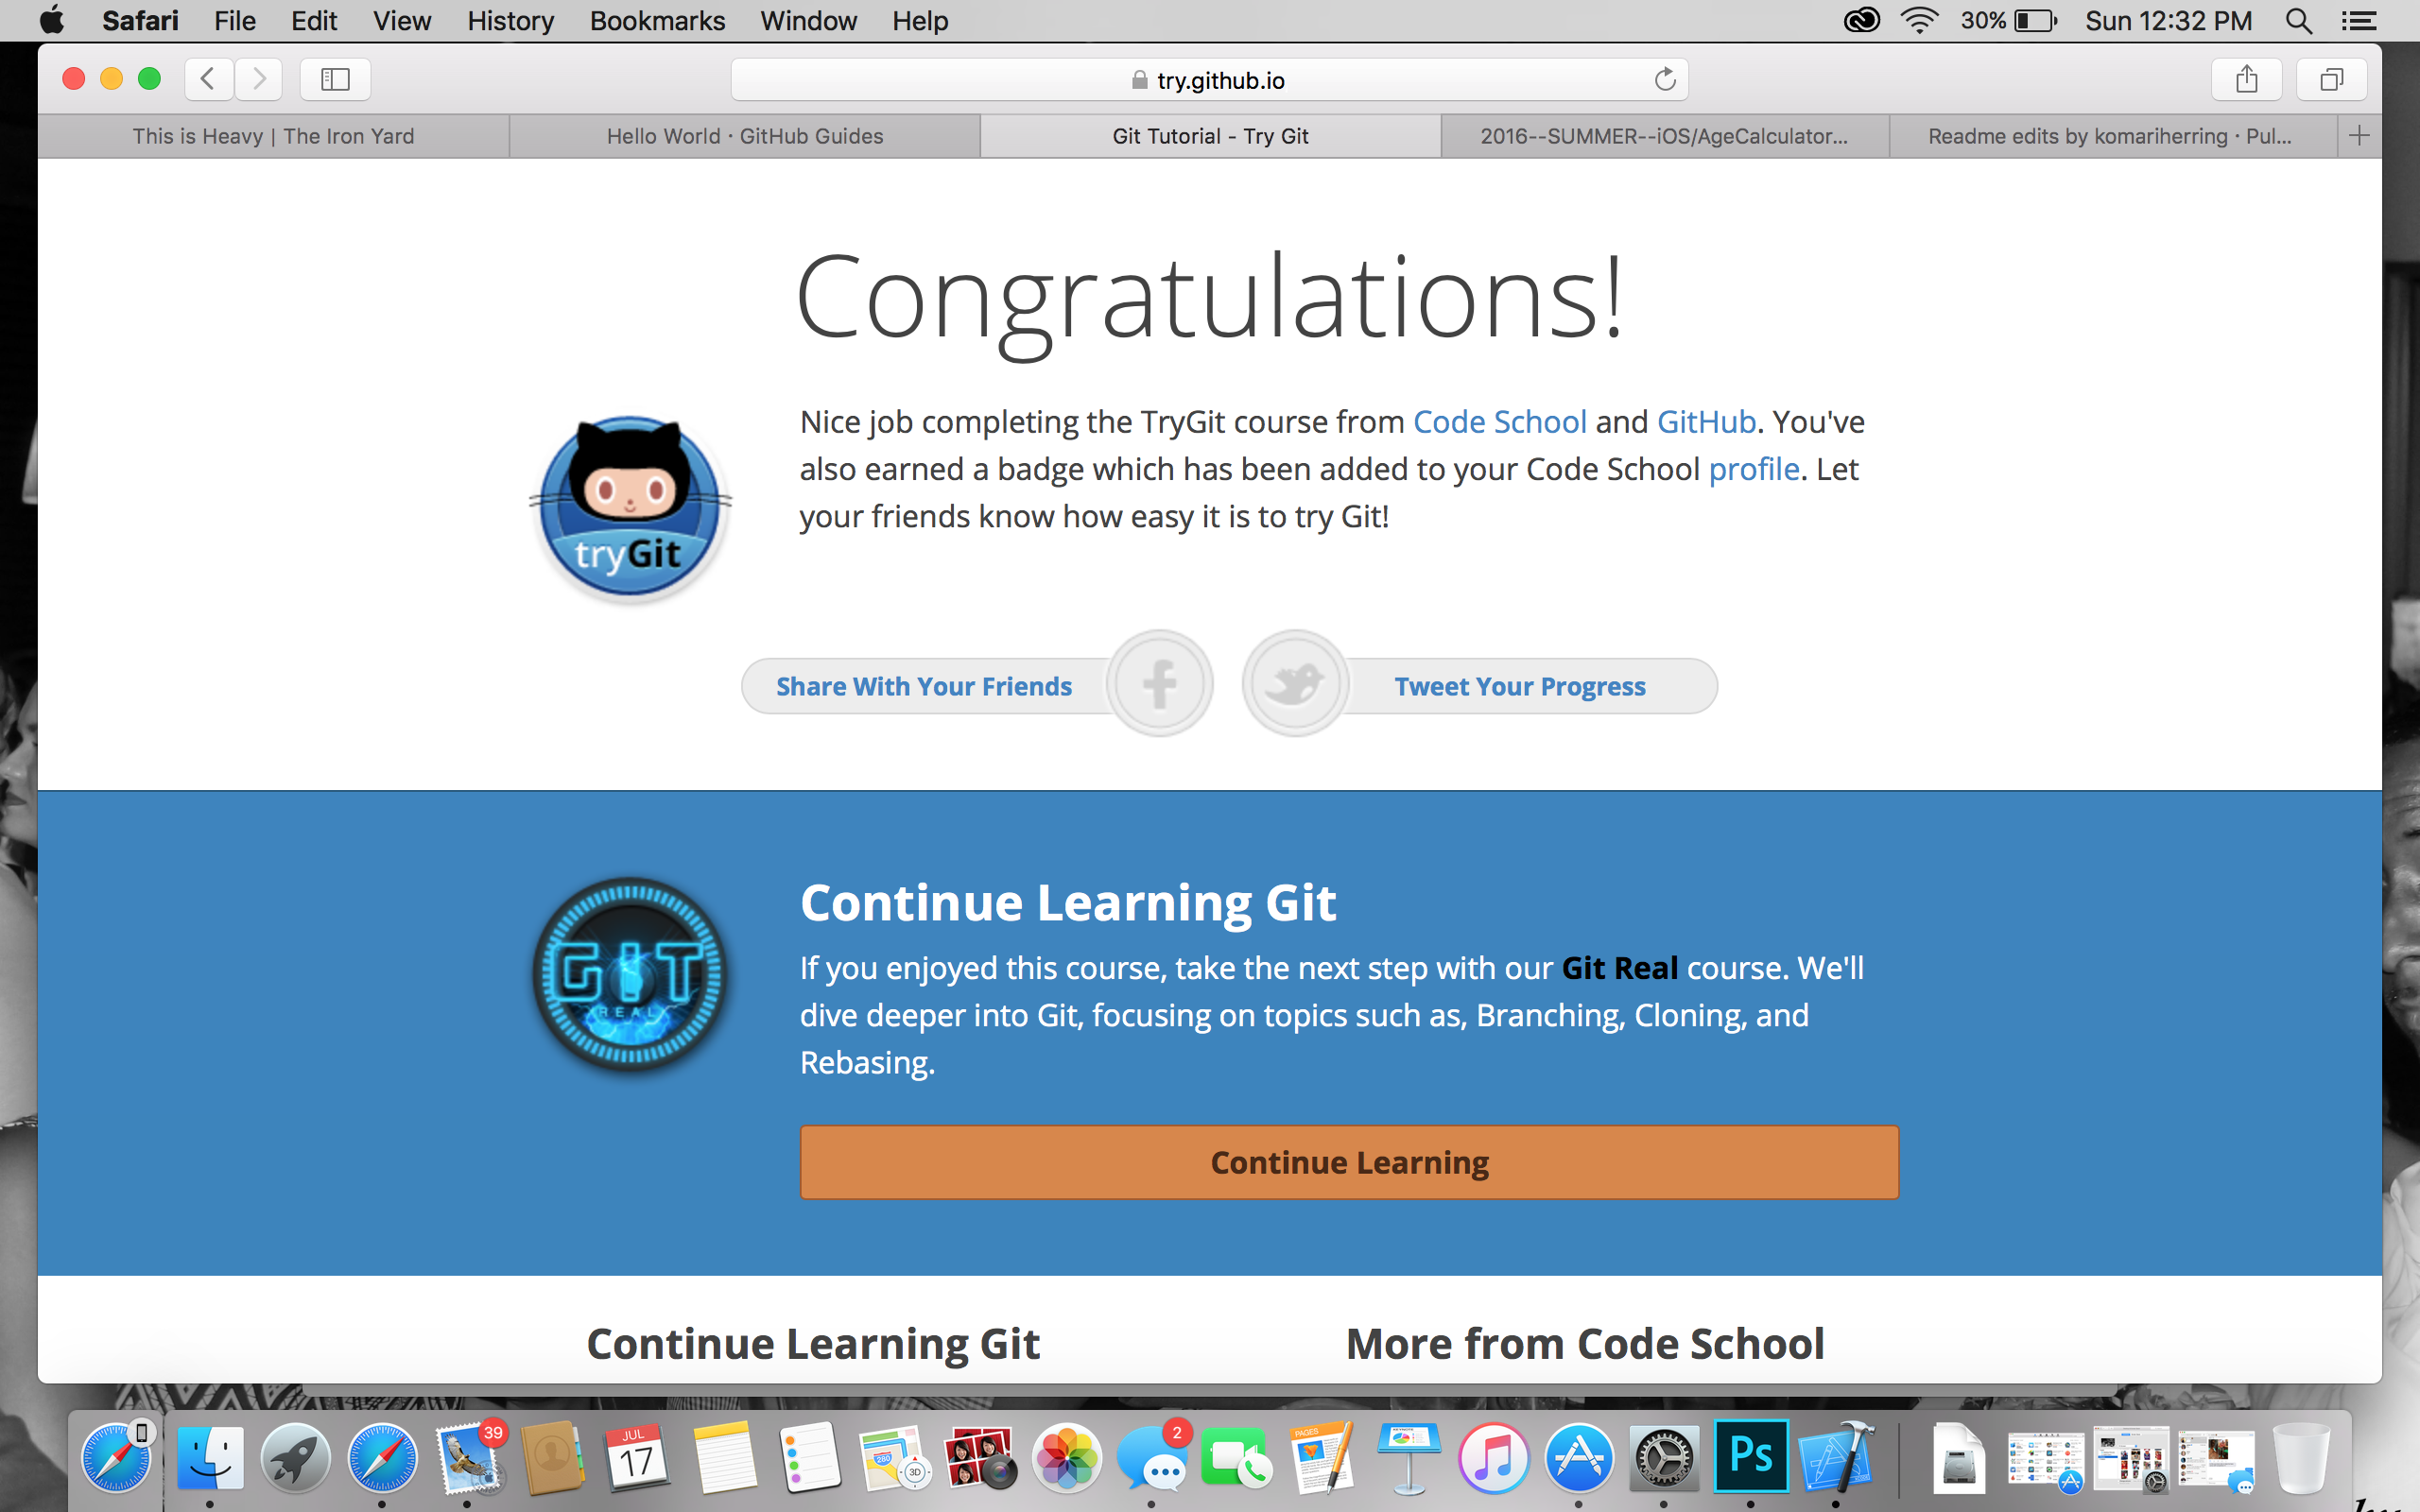 Safari File Edit View History Bookmarks Window Help 30% Sun 12:32 PM
try.github.io
This is Heavy | The Iron Yard Hello World · GitHub Guides Git Tutorial - Try Git 2016--SUMMER--iOS/AgeCalculator... Readme edits by komariherring · Pul...
Congratulations!
Nice job completing the TryGit course from Code School and GitHub. You've
also earned a badge which has been added to your Code School profile. Let
your friends know how easy it is to try Git!
tryGit
Share With Your Friends Tweet Your Progress
Continue Learning Git
If you enjoyed this course, take the next step with our Git Real course. We'll
dive deeper into Git, focusing on topics such as, Branching, Cloning, and
Rebasing.
GIT
REAL
Continue Learning
Continue Learning Git More from Code School
39
JUL
17
280
3D
2
PAGES
Ps